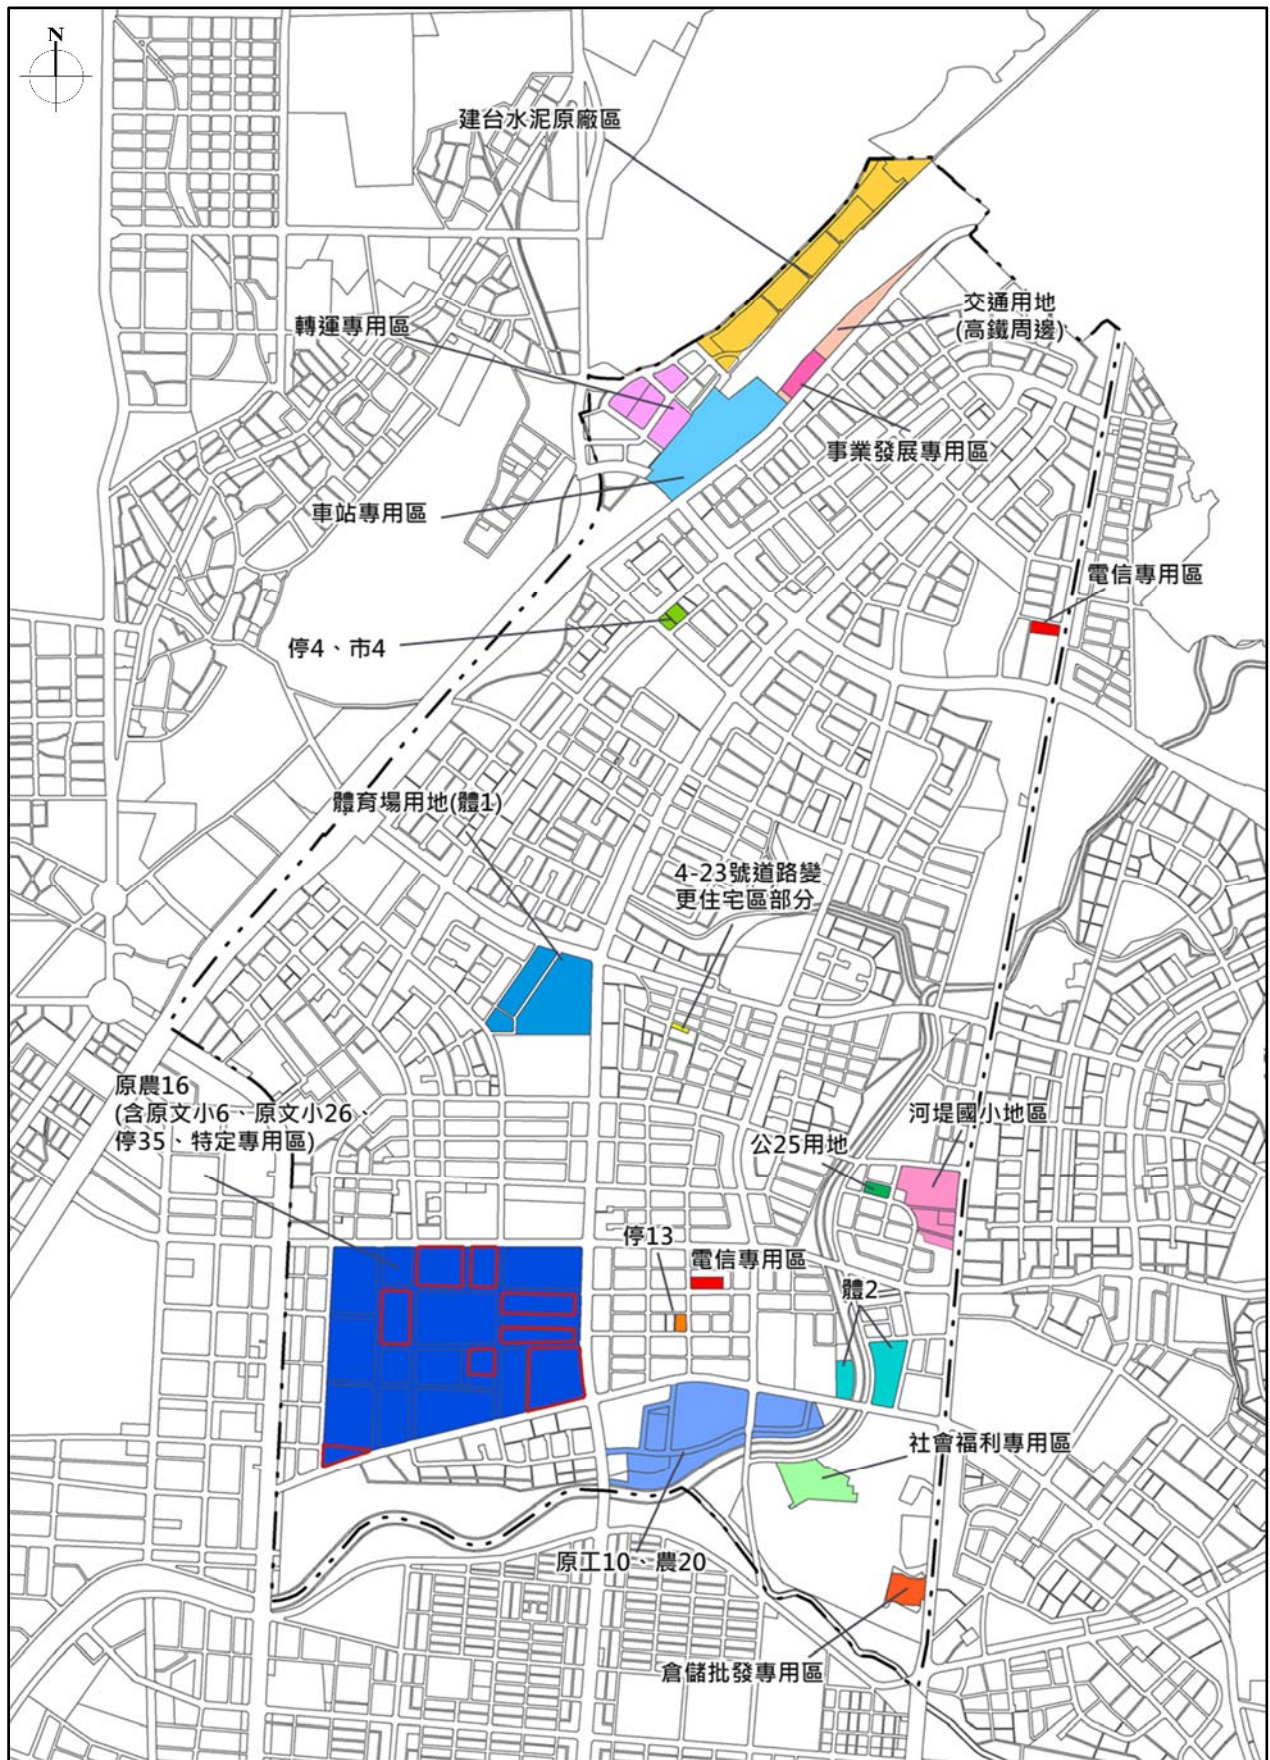 N
建台水泥原廠區
交通用地
(高鐵周邊)
轉運專用區
事業發展專用區
車站專用區
電信專用區
停4、市4
體育場用地(體1)
4-23號道路變
更住宅區部分
原農16
(含原文小6、原文小26、
停35、特定專用區)
河堤國小地區
公25用地
停13
電信專用區
體2
社會福利專用區
原工10、農20
倉儲批發專用區